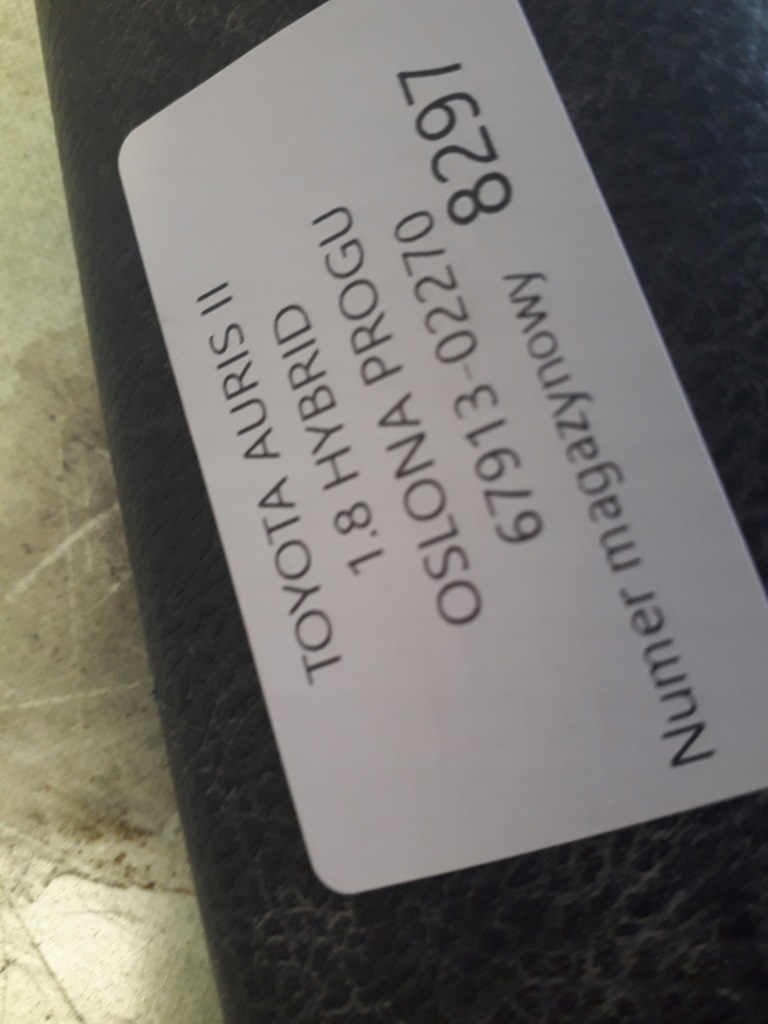 TOYOTA AURIS II
1.8 HYBRID
OSLONA PROGU
67913-02270
Numer magazynowy 8297